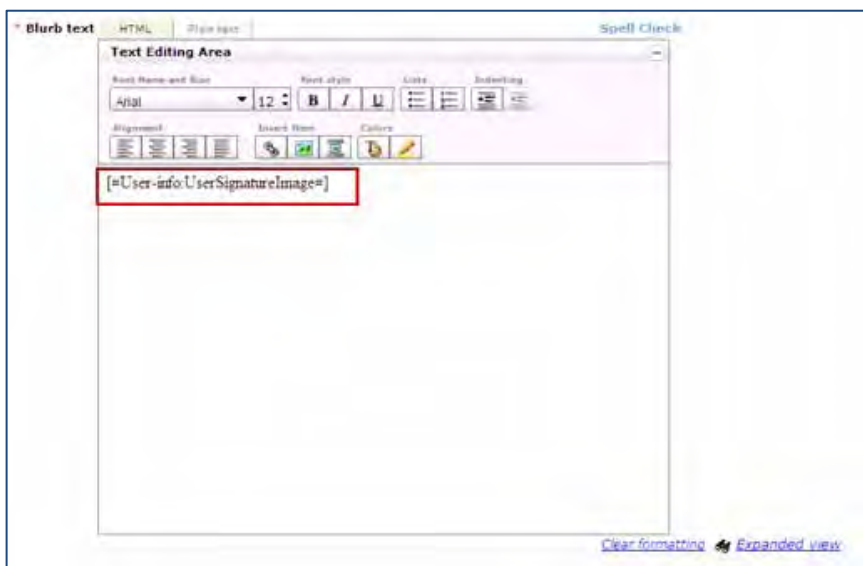 * Blurb text HTML Plain text Spell Check
Text Editing Area
Font Name and Size Font style Lists Indenting
Arial 12 B I U
Alignment Insert Item Colors
[=User-info:UserSignatureImage=]
Clear formatting Expanded view